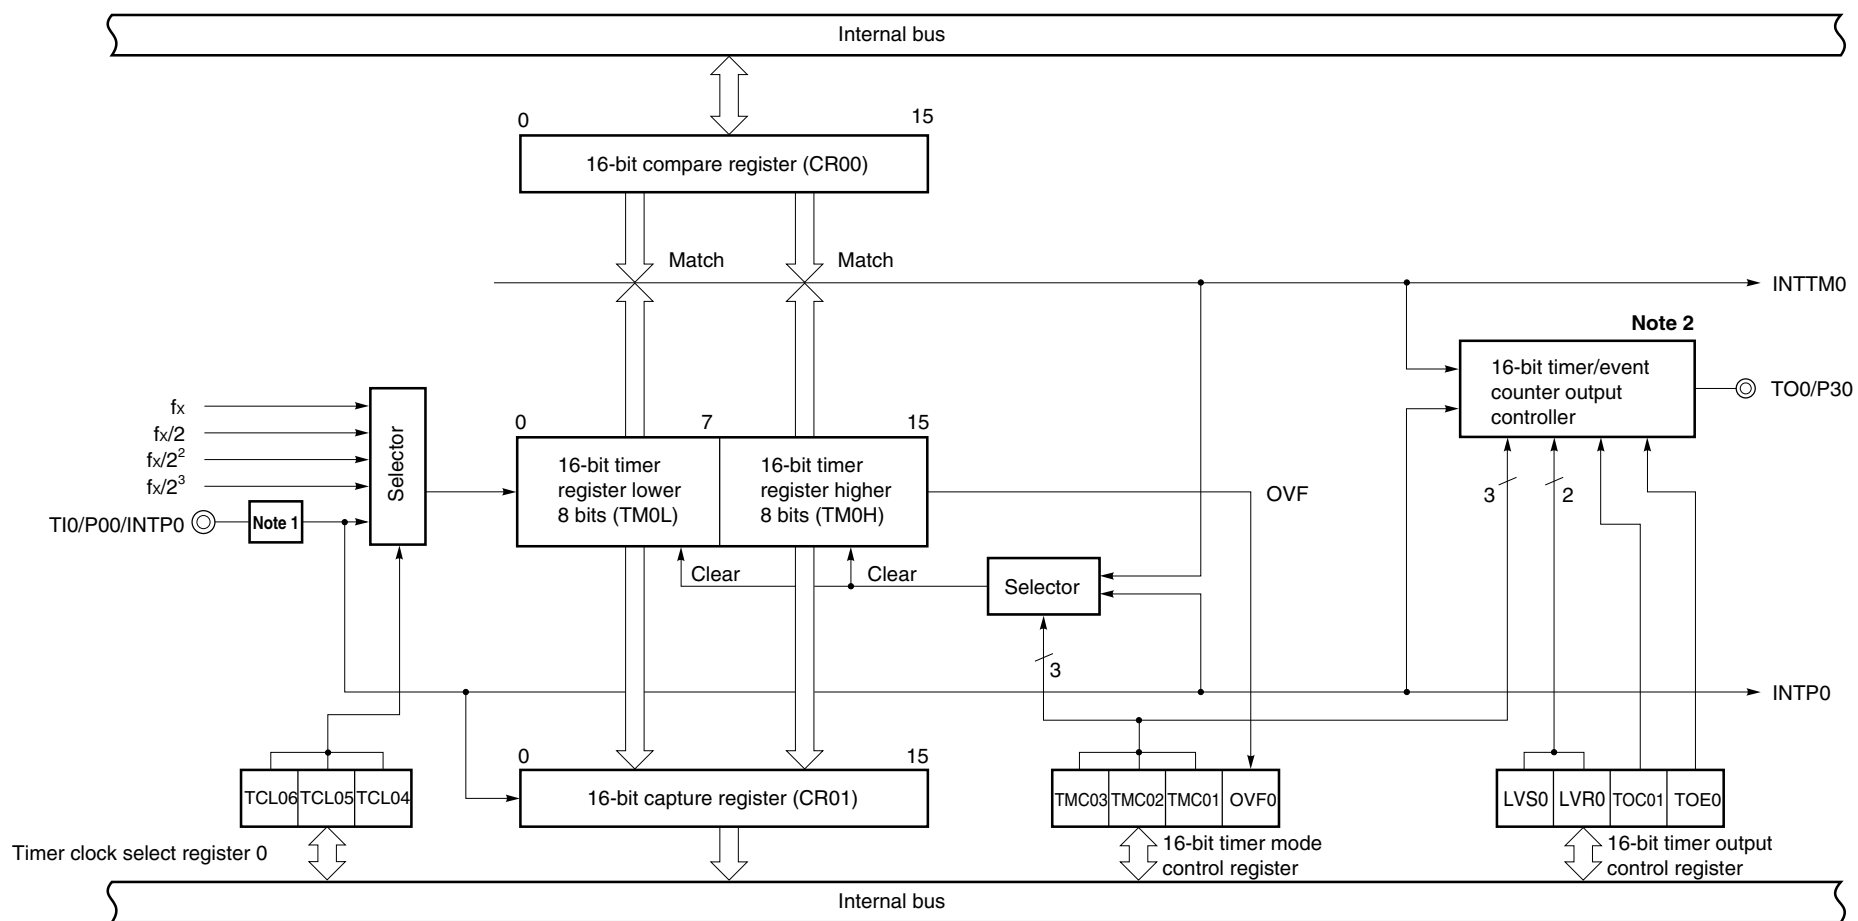 Internal bus
0
15
16-bit compare register (CR00)
Match
Match
INTTM0
Note 2
16-bit timer/event
counter output
controller
TO0/P30
fX
fX/2
fX/2²
fX/2³
TI0/P00/INTP0
Note 1
Selector
0
7
15
16-bit timer
register lower
8 bits (TM0L)
16-bit timer
register higher
8 bits (TM0H)
OVF
3
2
Clear
Clear
Selector
3
INTP0
0
15
TCL06 TCL05 TCL04
16-bit capture register (CR01)
TMC03 TMC02 TMC01 OVF0
LVS0 LVR0 TOC01 TOE0
Timer clock select register 0
16-bit timer mode
control register
16-bit timer output
control register
Internal bus